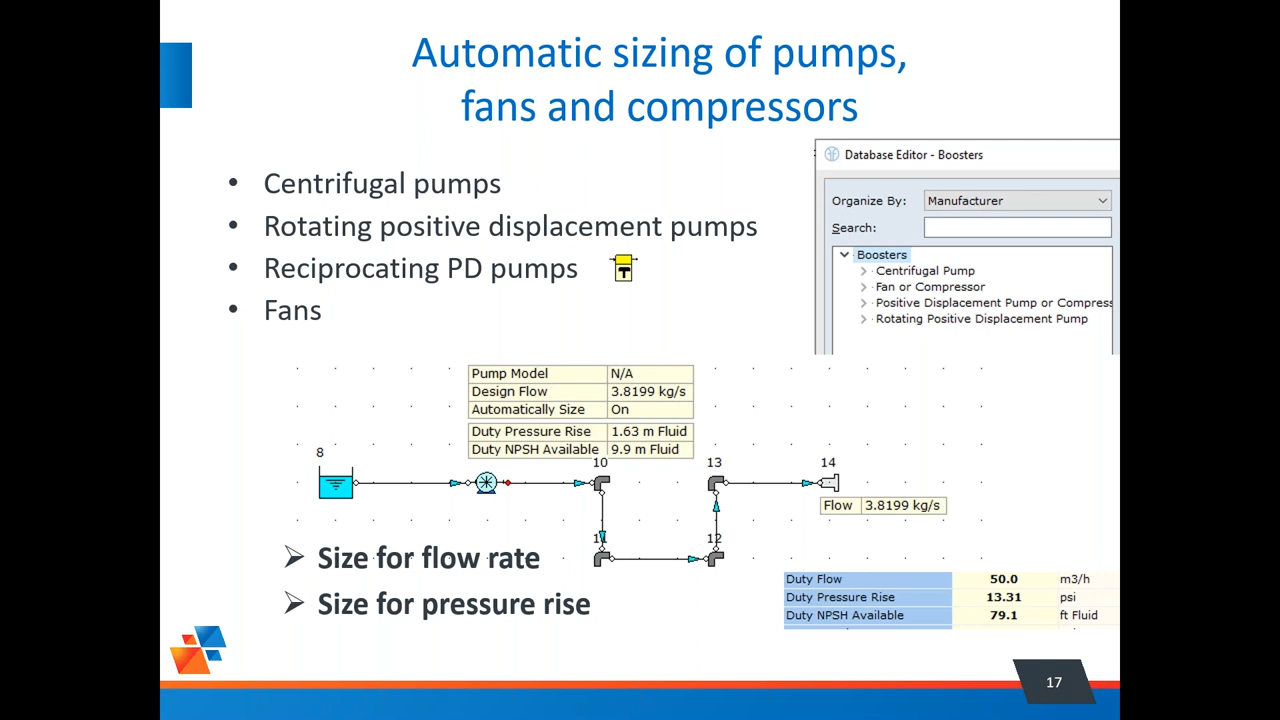 Automatic sizing of pumps,
fans and compressors
• Centrifugal pumps
• Rotating positive displacement pumps
• Reciprocating PD pumps
• Fans
Database Editor - Boosters
Organize By: Manufacturer
Search:
Boosters
Centrifugal Pump
Fan or Compressor
Positive Displacement Pump or Compress
Rotating Positive Displacement Pump
Pump Model N/A
Design Flow 3.8199 kg/s
Automatically Size On
Duty Pressure Rise 1.63 m Fluid
Duty NPSH Available 9.9 m Fluid
8
10
13
14
Flow 3.8199 kg/s
11
12
➢ Size for flow rate
➢ Size for pressure rise
Duty Flow 50.0 m3/h
Duty Pressure Rise 13.31 psi
Duty NPSH Available 79.1 ft Fluid
17